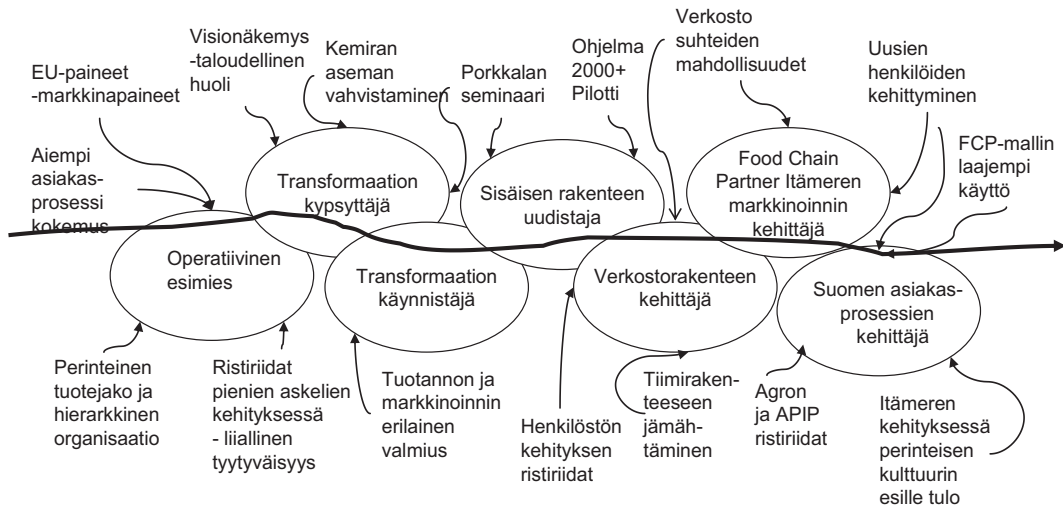 EU-paineet
-markkinapaineet
Aiempi
asiakas-
prosessi
kokemus
Visionäkemys
-taloudellinen
huoli
Kemiran
aseman
vahvistaminen
Porkkalan
seminaari
Ohjelma
2000+
Pilotti
Verkosto
suhteiden
mahdollisuudet
Uusien
henkilöiden
kehittyminen
FCP-mallin
laajempi
käyttö
Operatiivinen
esimies
Transformaation
kypsyttäjä
Transformaation
käynnistäjä
Sisäisen rakenteen
uudistaja
Verkostorakenteen
kehittäjä
Food Chain
Partner Itämeren
markkinoinnin
kehittäjä
Suomen asiakas-
prosessien
kehittäjä
Perinteinen
tuotejako ja
hierarkkinen
organisaatio
Ristiriidat
pienien askelien
kehityksessä
- liiallinen
tyytyväisyys
Tuotannon ja
markkinoinnin
erilainen
valmius
Henkilöstön
kehityksen
ristiriidat
Tiimiraken-
teeseen
jämäh-
täminen
Agron
ja APIP
ristiriidat
Itämeren
kehityksessä
perinteisen
kulttuurin
esille tulo